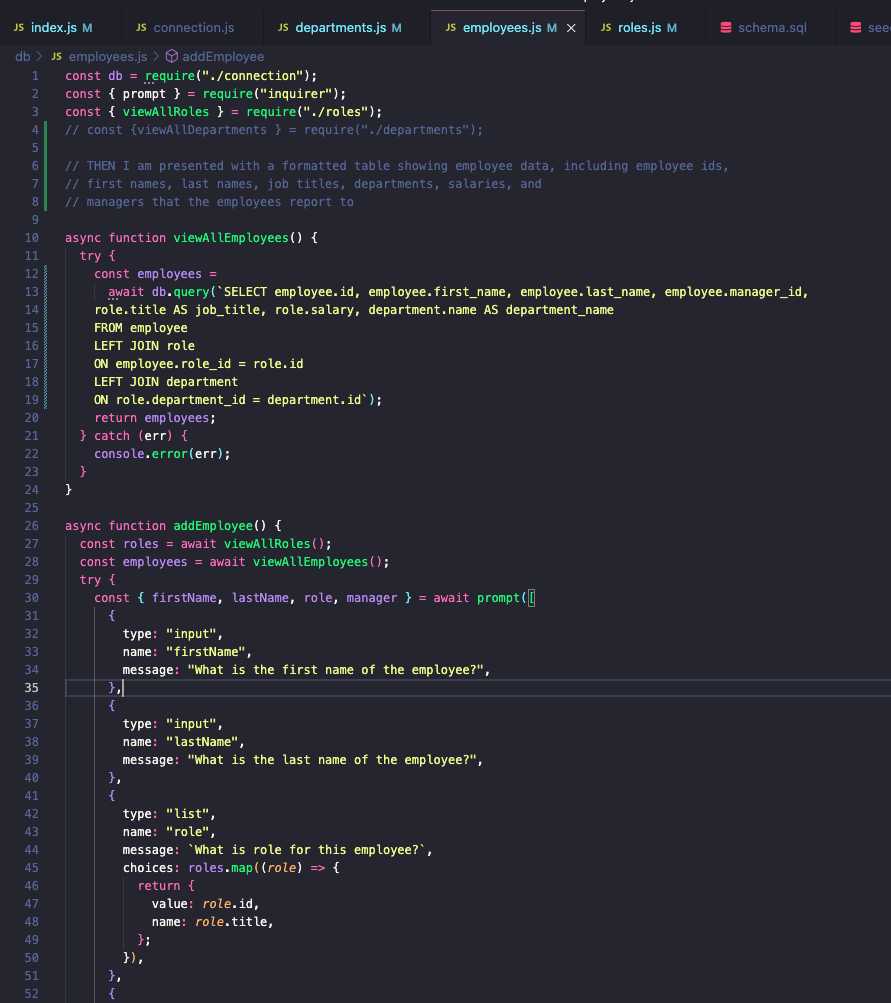 JS index.js M JS connection.js JS departments.js M JS employees.js M × JS roles.js M schema.sql see
db > JS employees.js > addEmployee
1 const db = require("./connection");
2 const { prompt } = require("inquirer");
3 const { viewAllRoles } = require("./roles");
4 // const {viewAllDepartments } = require("./departments");
5
6 // THEN I am presented with a formatted table showing employee data, including employee ids,
7 // first names, last names, job titles, departments, salaries, and
8 // managers that the employees report to
9
10 async function viewAllEmployees() {
11 try {
12 const employees =
13 await db.query(`SELECT employee.id, employee.first_name, employee.last_name, employee.manager_id,
14 role.title AS job_title, role.salary, department.name AS department_name
15 FROM employee
16 LEFT JOIN role
17 ON employee.role_id = role.id
18 LEFT JOIN department
19 ON role.department_id = department.id`);
20 return employees;
21 } catch (err) {
22 console.error(err);
23 }
24 }
25
26 async function addEmployee() {
27 const roles = await viewAllRoles();
28 const employees = await viewAllEmployees();
29 try {
30 const { firstName, lastName, role, manager } = await prompt([
31 {
32 type: "input",
33 name: "firstName",
34 message: "What is the first name of the employee?",
35 },
36 {
37 type: "input",
38 name: "lastName",
39 message: "What is the last name of the employee?",
40 },
41 {
42 type: "list",
43 name: "role",
44 message: `What is role for this employee?`,
45 choices: roles.map((role) => {
46 return {
47 value: role.id,
48 name: role.title,
49 };
50 }),
51 },
52 {